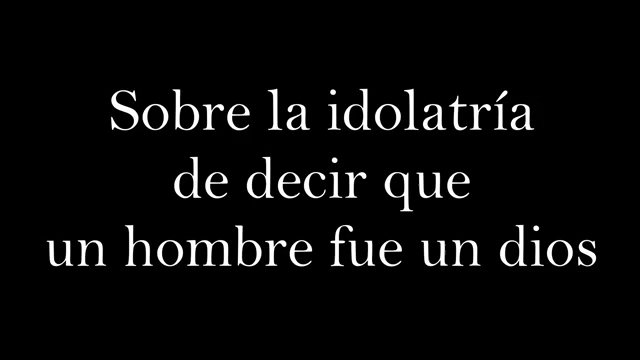 Sobre la idolatría
de decir que
un hombre fue un dios